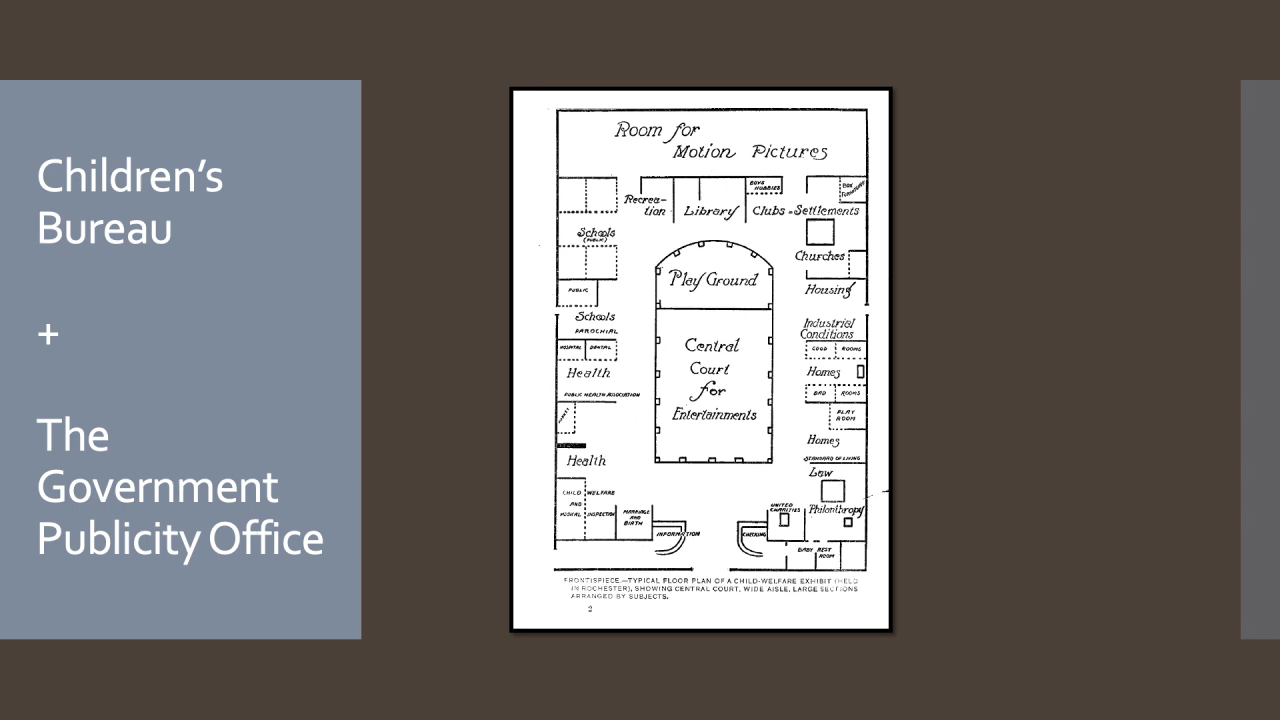 Children's
Bureau
+
The
Government
Publicity Office
Room for
Motion Pictures
Recrea-
tion
Library
BOYS
HOBBIES
Clubs - Settlements
BOX
FURNITURE
Schools
(PUBLIC)
Churches
Play Ground
Housing
PUBLIC
Schools
PAROCHIAL
Industrial
Conditions
HOSPITAL
DENTAL
GOOD ROOMS
Health
Homes
PUBLIC HEALTH ASSOCIATION
BAD ROOMS
Central
Court
for
Entertainments
PLAY
ROOM
Homes
STANDARD OF LIVING
Health
Law
CHILD WELFARE
AND
MEDICAL INSPECTION
MARRIAGE
AND
BIRTH
INFORMATION
UNITED
CHARITIES
CHECKING
Philanthropy
BABY REST
ROOM
FRONTISPIECE.—TYPICAL FLOOR PLAN OF A CHILD-WELFARE EXHIBIT (HELD
IN ROCHESTER), SHOWING CENTRAL COURT, WIDE AISLE, LARGE SECTIONS
ARRANGED BY SUBJECTS.
2